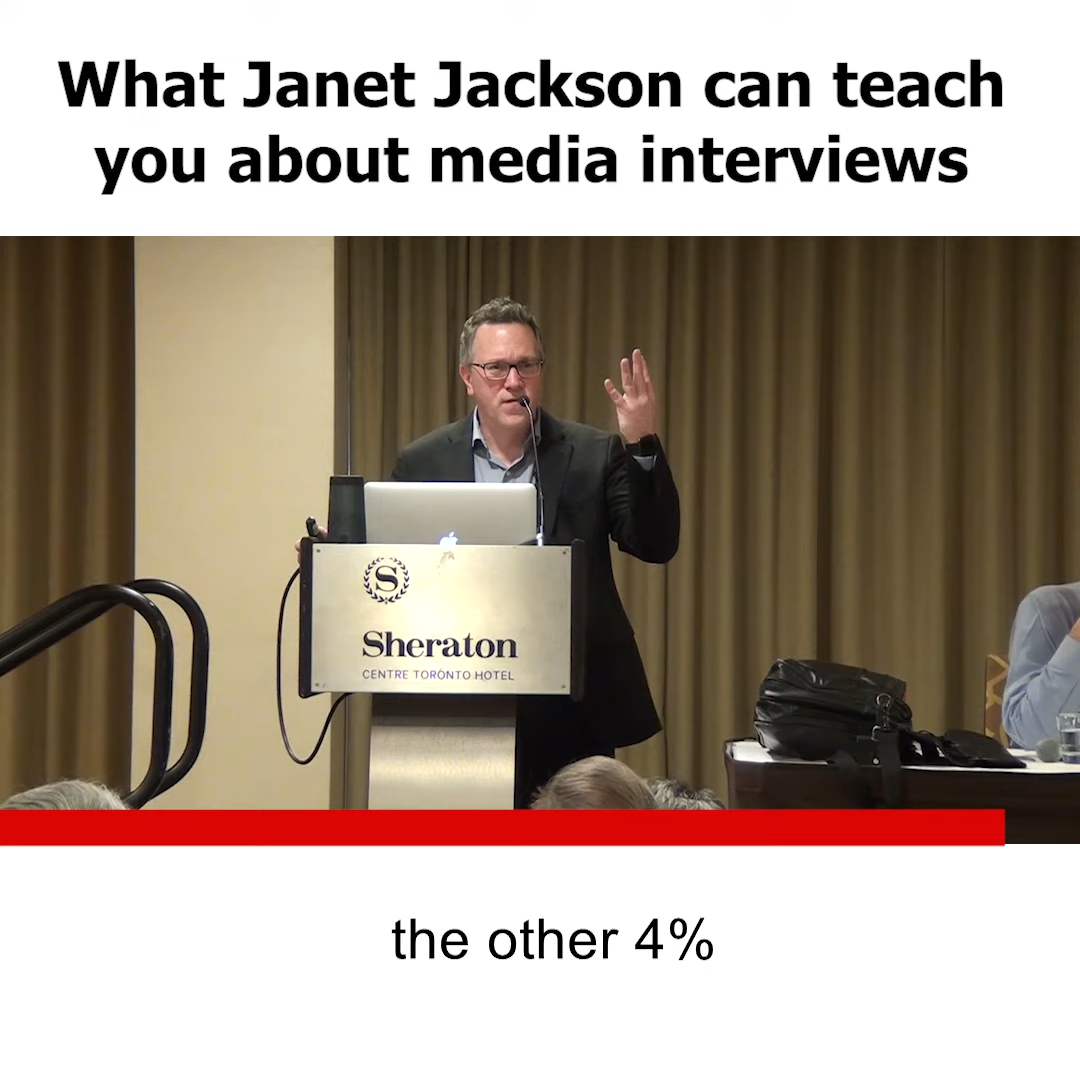 What Janet Jackson can teach
you about media interviews
S
Sheraton
CENTRE TORONTO HOTEL
the other 4%